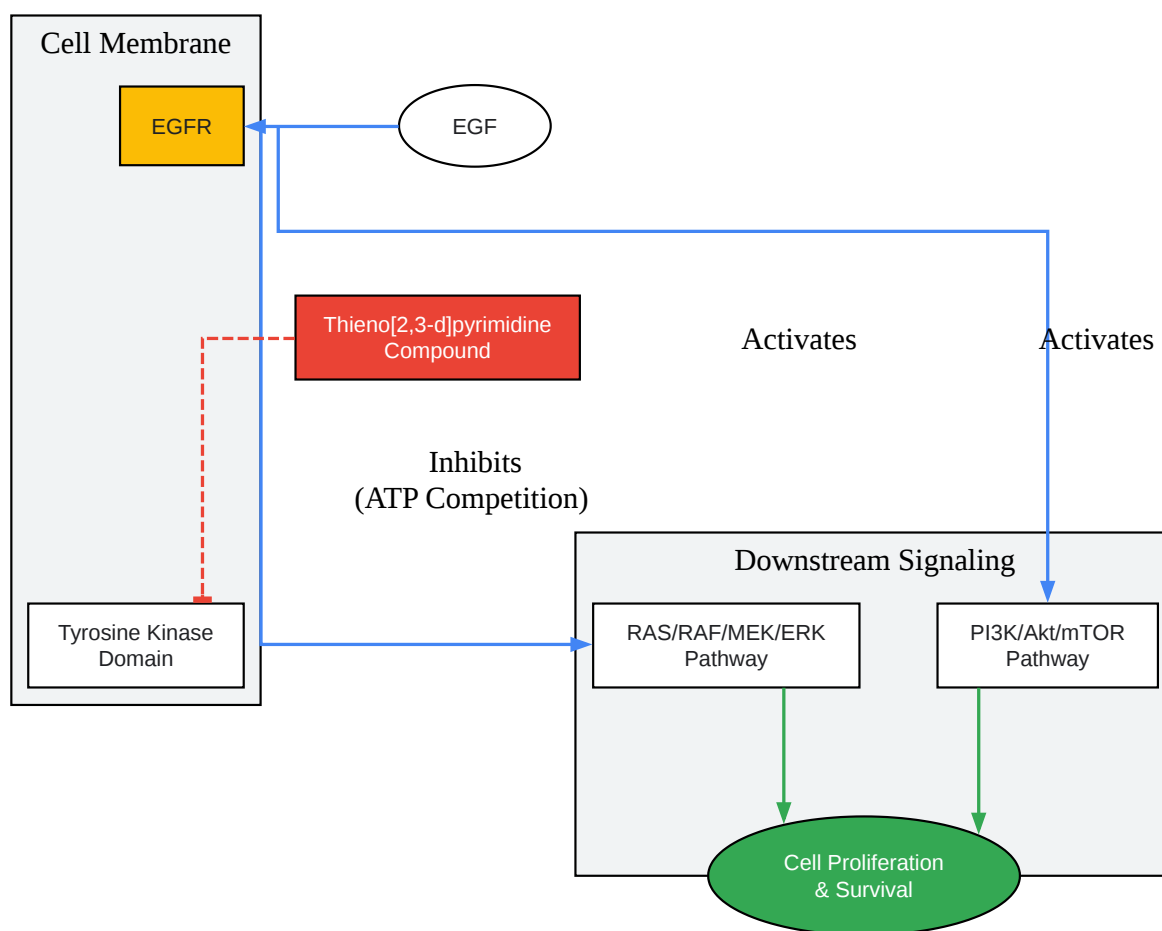 Cell Membrane
EGFR
EGF
Thieno[2,3-d]pyrimidine
Compound
Activates
Activates
Inhibits
(ATP Competition)
Downstream Signaling
Tyrosine Kinase
Domain
RAS/RAF/MEK/ERK
Pathway
PI3K/Akt/mTOR
Pathway
Cell Proliferation
& Survival